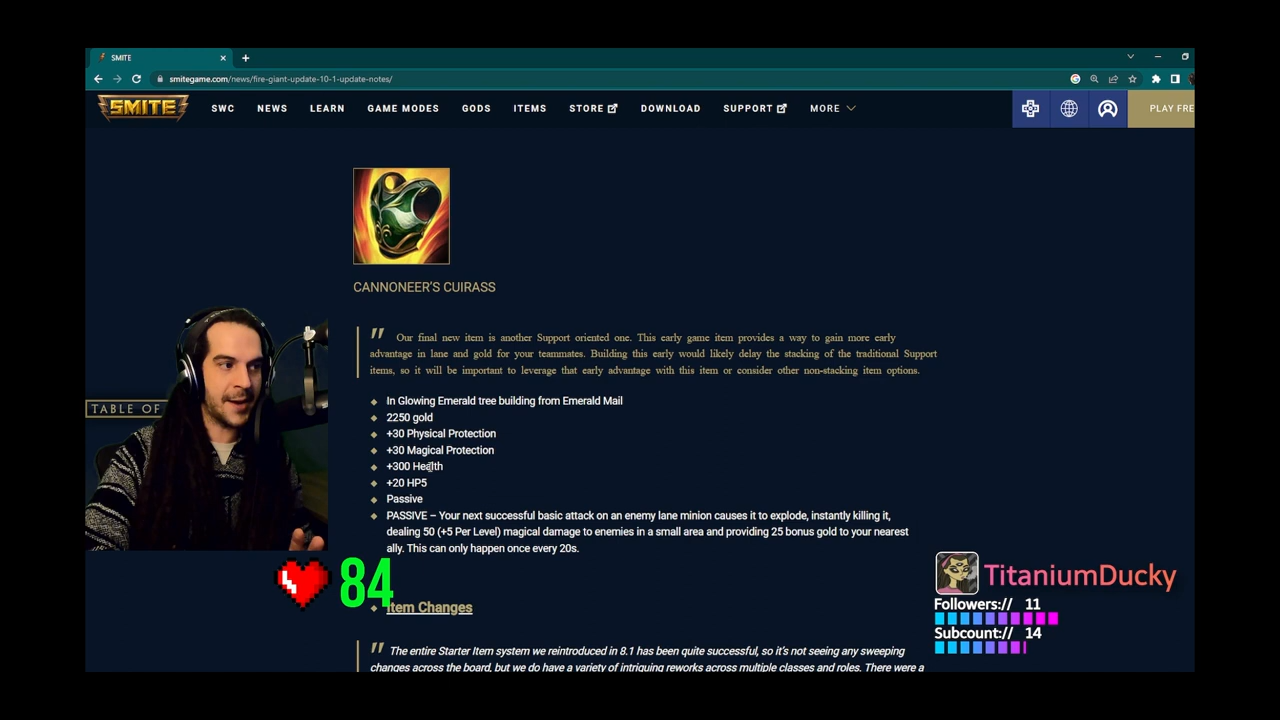 SMITE
smitegame.com/news/fire-giant-update-10-1-update-notes/
SMITE
SWC NEWS LEARN GAME MODES GODS ITEMS STORE DOWNLOAD SUPPORT MORE
PLAY FRE
CANNONEER'S CUIRASS
" Our final new item is another Support oriented one. This early game item provides a way to gain more early
advantage in lane and gold for your teammates. Building this early would likely delay the stacking of the traditional Support
items, so it will be important to leverage that early advantage with this item or consider other non-stacking item options.
TABLE OF
In Glowing Emerald tree building from Emerald Mail
2250 gold
+30 Physical Protection
+30 Magical Protection
+300 Health
+20 HP5
Passive
PASSIVE – Your next successful basic attack on an enemy lane minion causes it to explode, instantly killing it,
dealing 50 (+5 Per Level) magical damage to enemies in a small area and providing 25 bonus gold to your nearest
ally. This can only happen once every 20s.
84
Item Changes
" The entire Starter Item system we reintroduced in 8.1 has been quite successful, so it's not seeing any sweeping
changes across the board, but we do have a variety of intriguing reworks across multiple classes and roles. There were a
TitaniumDucky
Followers:// 11
Subcount:// 14